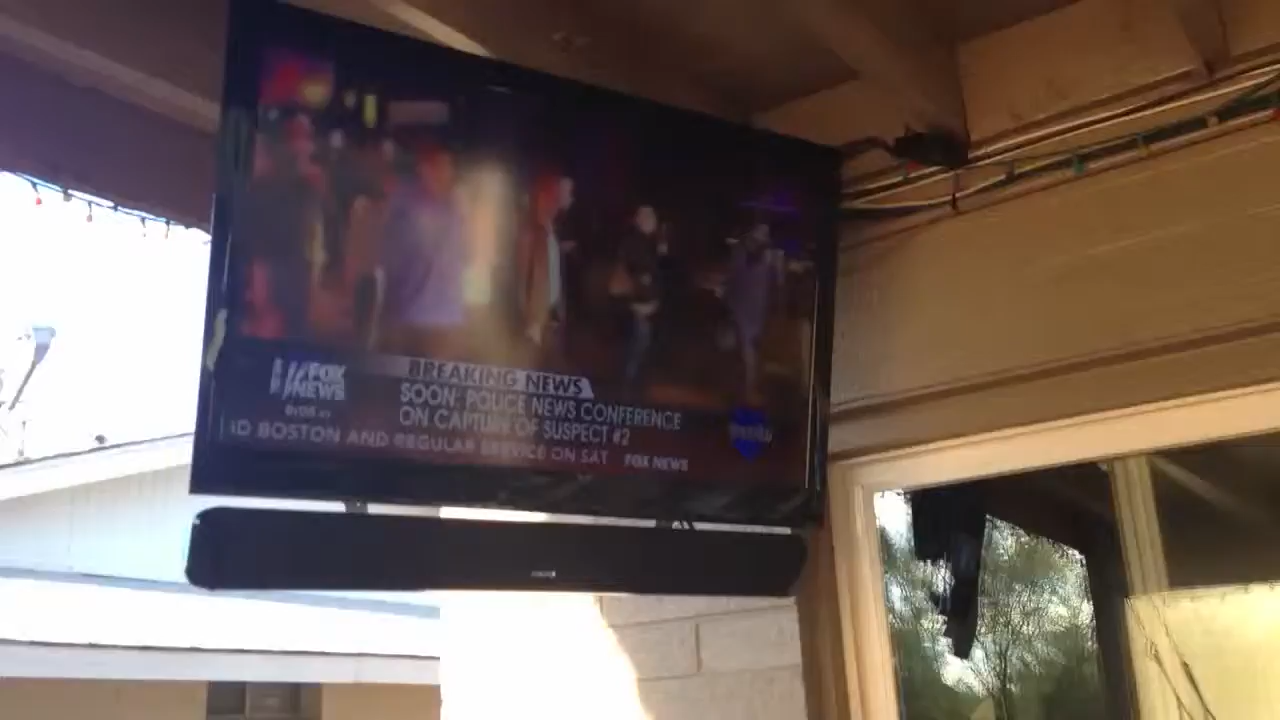 FOX
NEWS
BREAKING NEWS
SOON: POLICE NEWS CONFERENCE
ON CAPTURE OF SUSPECT #2
ID BOSTON AND REGULAR SERVICE ON SAT FOX NEWS